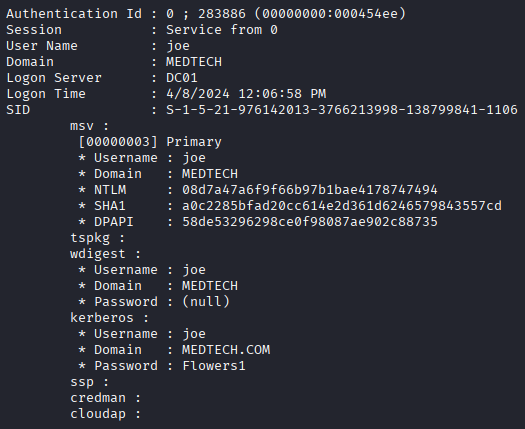 Authentication Id : 0 ; 283886 (00000000:000454ee)
Session           : Service from 0
User Name         : joe
Domain            : MEDTECH
Logon Server      : DC01
Logon Time        : 4/8/2024 12:06:58 PM
SID               : S-1-5-21-976142013-3766213998-138799841-1106
        msv :
         [00000003] Primary
         * Username : joe
         * Domain   : MEDTECH
         * NTLM     : 08d7a47a6f9f66b97b1bae4178747494
         * SHA1     : a0c2285bfad20cc614e2d361d6246579843557cd
         * DPAPI    : 58de53296298ce0f98087ae902c88735
        tspkg :
        wdigest :
         * Username : joe
         * Domain   : MEDTECH
         * Password : (null)
        kerberos :
         * Username : joe
         * Domain   : MEDTECH.COM
         * Password : Flowers1
        ssp :
        credman :
        cloudap :